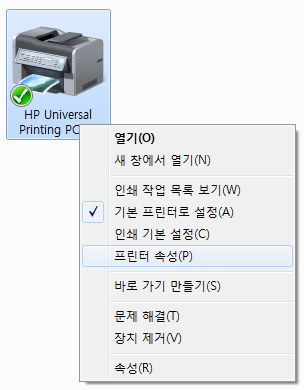 HP Universal
Printing PC...
열기(O)
새 창에서 열기(N)
인쇄 작업 목록 보기(W)
기본 프린터로 설정(A)
인쇄 기본 설정(C)
프린터 속성(P)
바로 가기 만들기(S)
문제 해결(T)
장치 제거(V)
속성(R)